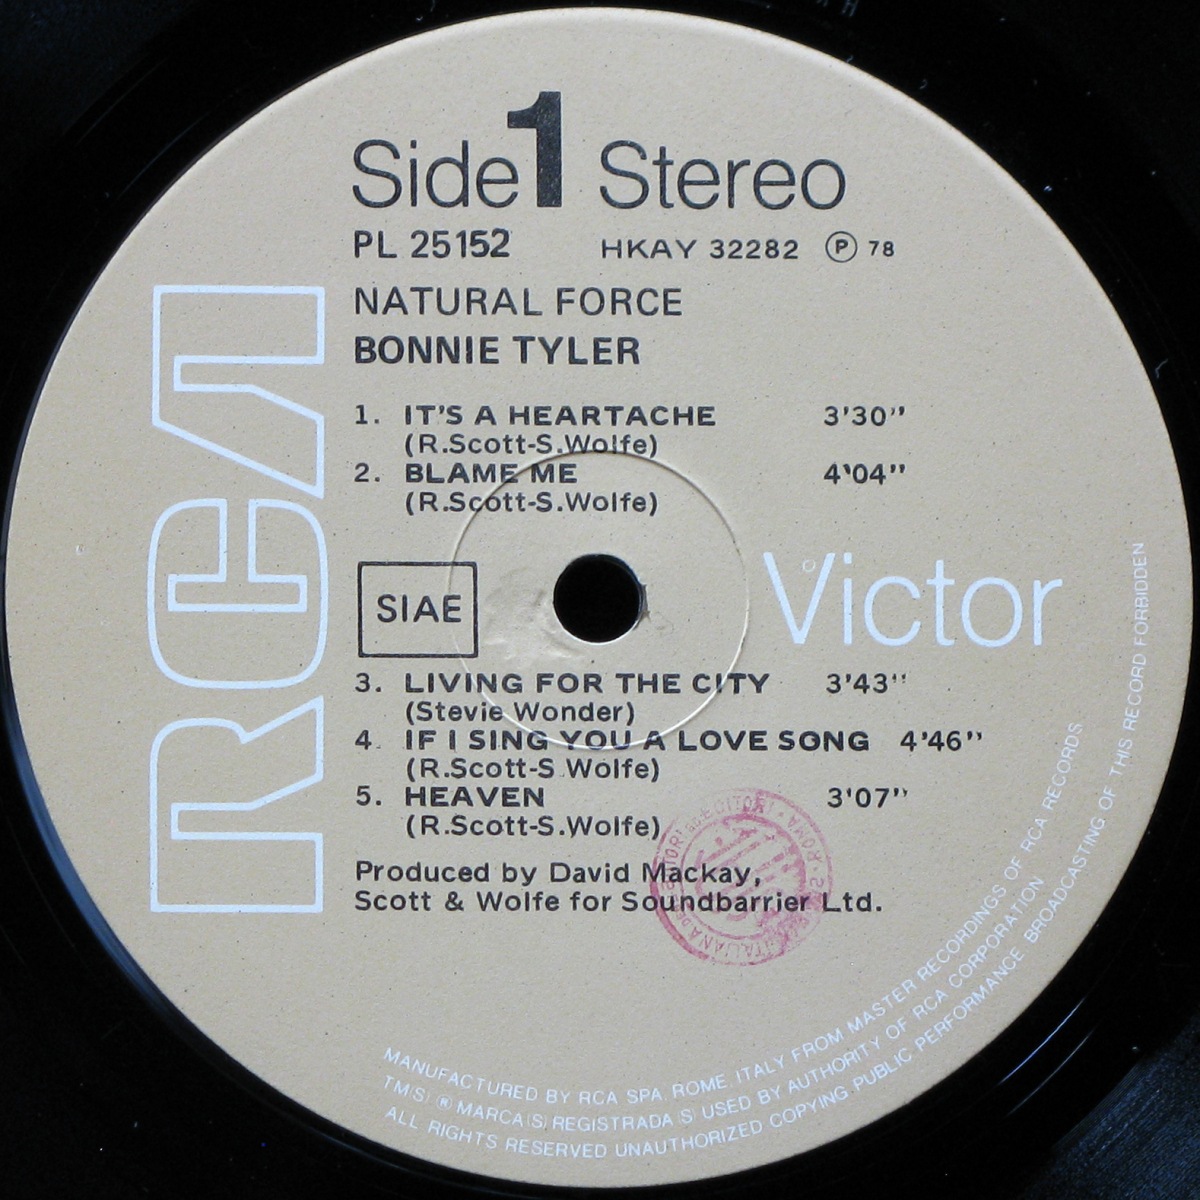 Side 1 Stereo
PL 25152 HKAY 32282 Ⓟ 78
NATURAL FORCE
BONNIE TYLER
1. IT'S A HEARTACHE 3'30"
(R.Scott-S.Wolfe)
2. BLAME ME 4'04"
(R.Scott-S.Wolfe)
RCA
SIAE
Victor
3. LIVING FOR THE CITY 3'43"
(Stevie Wonder)
4. IF I SING YOU A LOVE SONG 4'46"
(R.Scott-S.Wolfe)
5. HEAVEN 3'07"
(R.Scott-S.Wolfe)
Produced by David Mackay,
Scott & Wolfe for Soundbarrier Ltd.
MANUFACTURED BY RCA SPA, ROME, ITALY FROM MASTER RECORDINGS OF RCA RECORDS
TM(S) ® MARCA(S) REGISTRADA(S) USED BY AUTHORITY OF RCA CORPORATION
ALL RIGHTS RESERVED UNAUTHORIZED COPYING PUBLIC PERFORMANCE BROADCASTING OF THIS RECORD FORBIDDEN